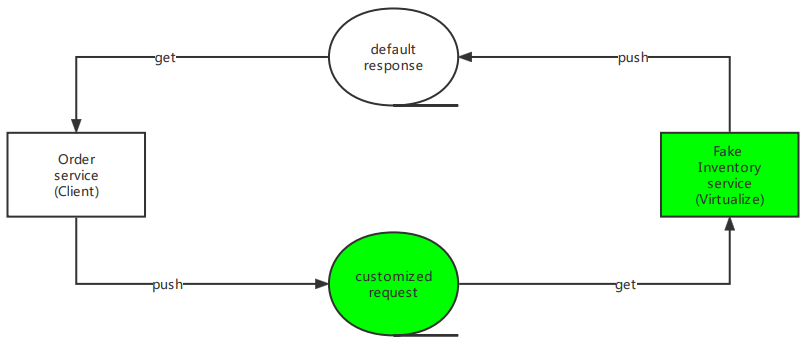 default
response
get
push
Order
service
(Client)
Fake
Inventory
service
(Virtualize)
customized
request
push
get